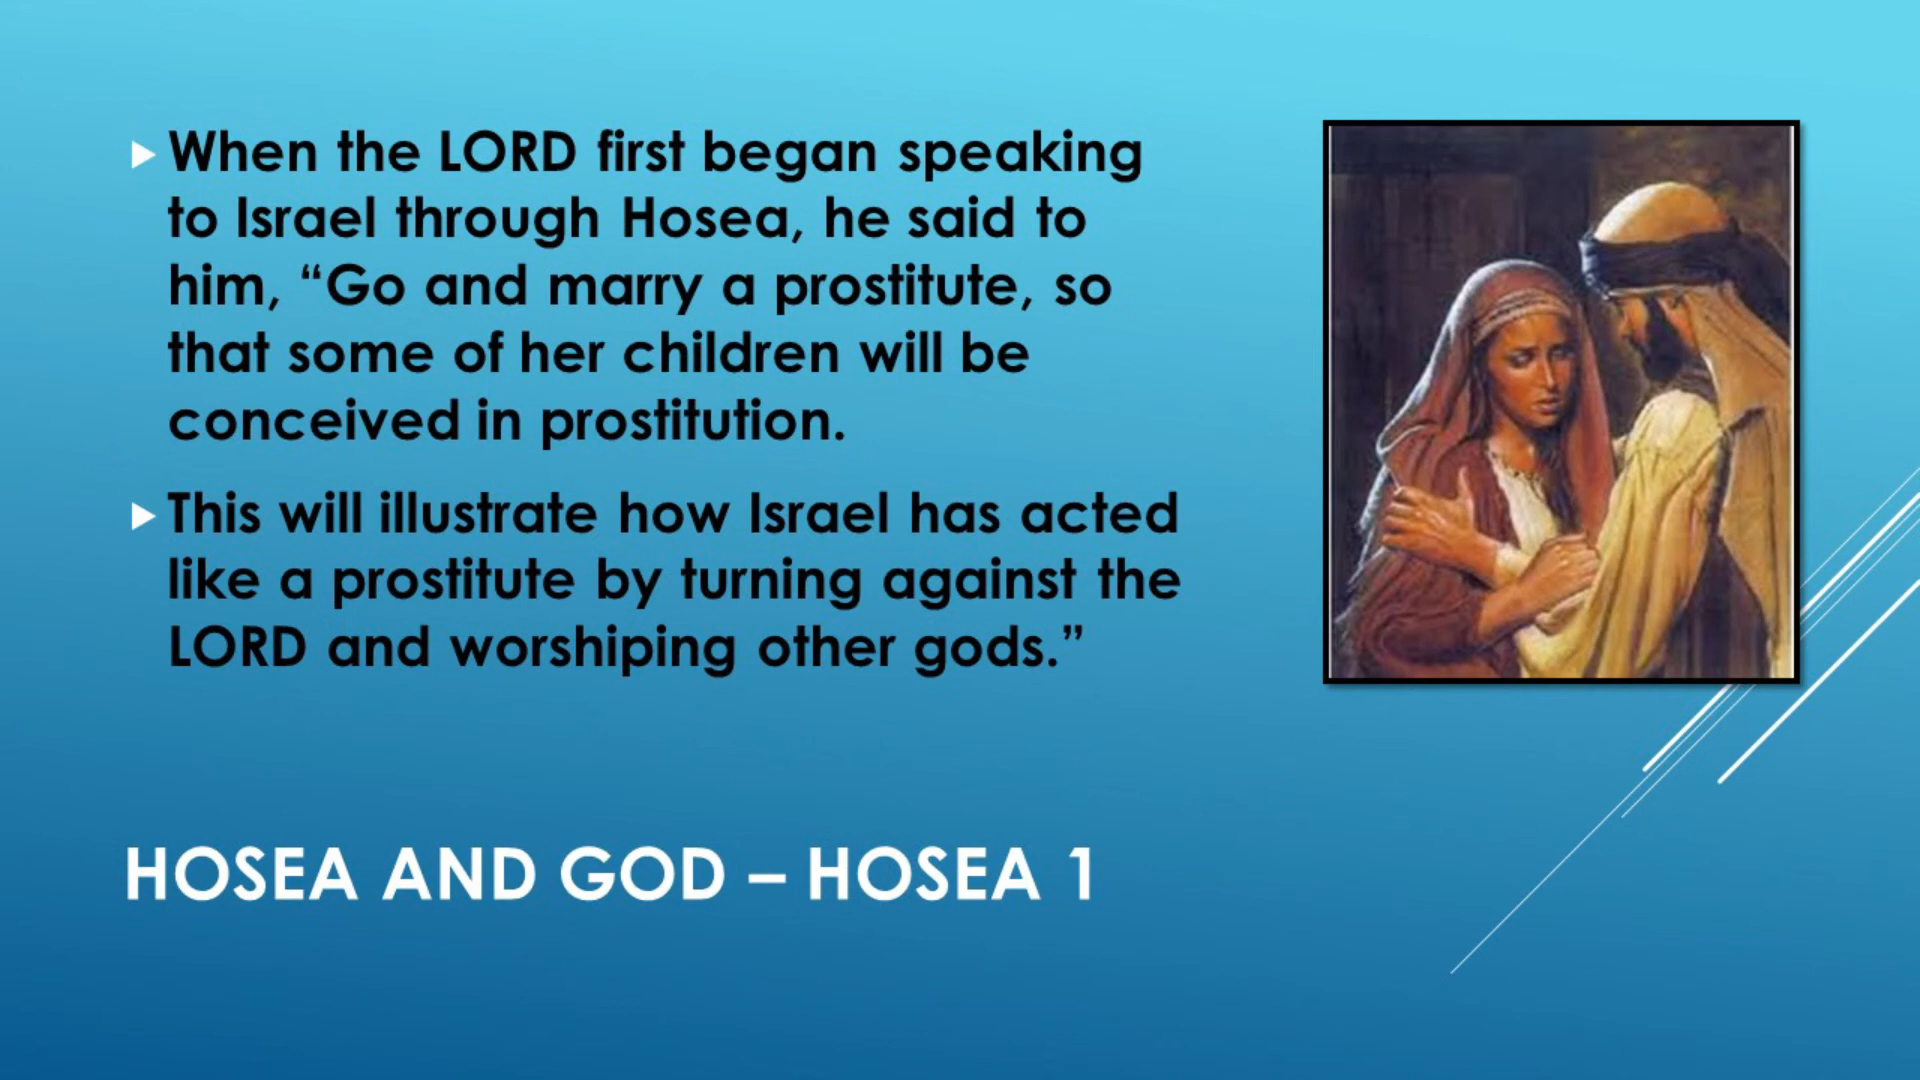 When the LORD first began speaking
to Israel through Hosea, he said to
him, “Go and marry a prostitute, so
that some of her children will be
conceived in prostitution.
This will illustrate how Israel has acted
like a prostitute by turning against the
LORD and worshiping other gods.”
HOSEA AND GOD – HOSEA 1